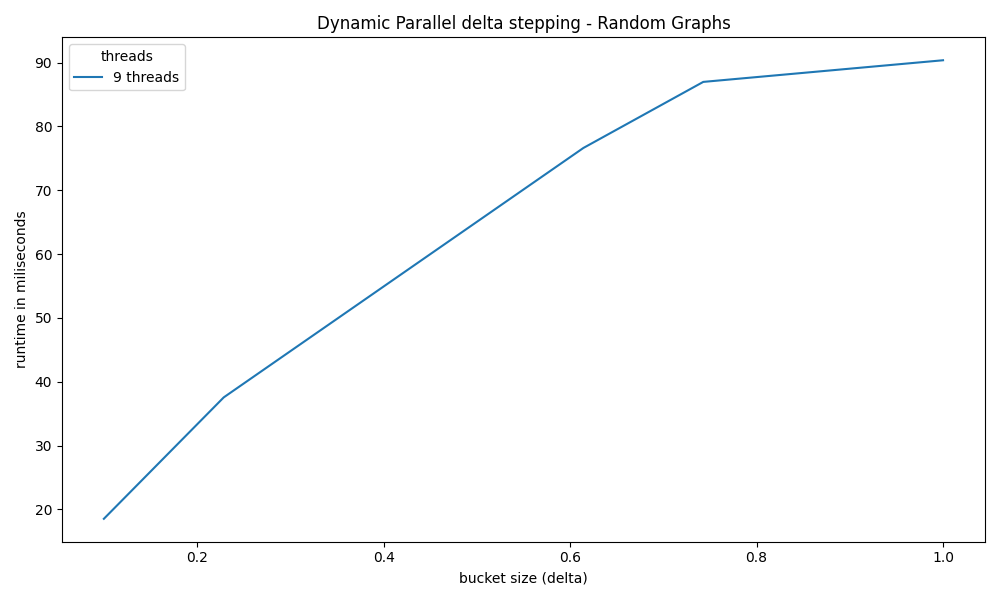 Dynamic Parallel delta stepping - Random Graphs
threads
9 threads
90
80
70
60
50
40
30
20
runtime in miliseconds
0.2
0.4
0.6
0.8
1.0
bucket size (delta)